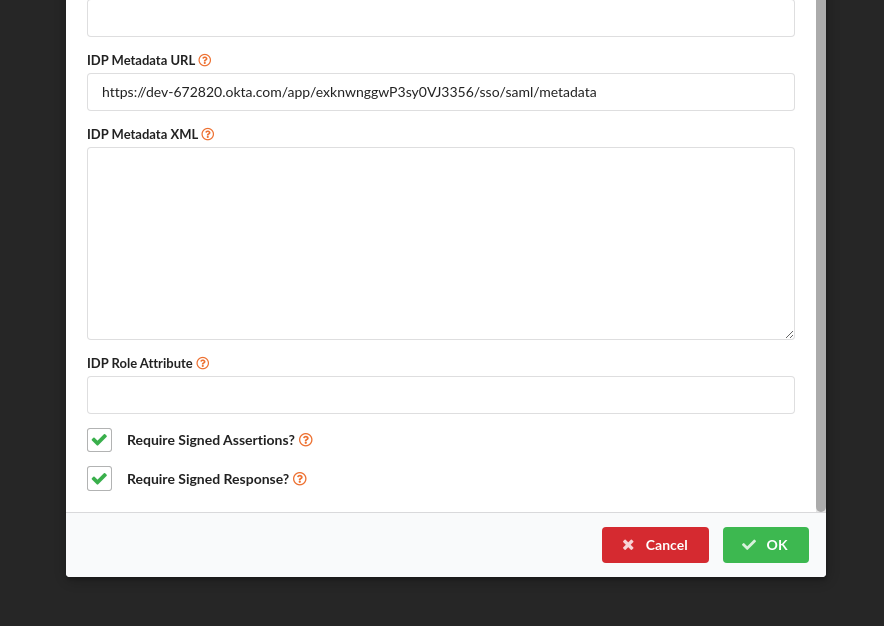 IDP Metadata URL
https://dev-672820.okta.com/app/exknwnggwP3sy0VJ3356/sso/saml/metadata
IDP Metadata XML
IDP Role Attribute
Require Signed Assertions?
Require Signed Response?
Cancel
OK